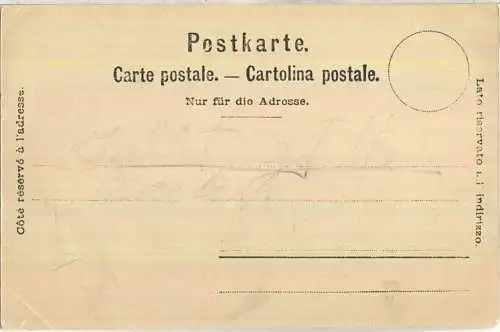 Postkarte.
Carte postale. — Cartolina postale.
Nur für die Adresse.
Côté réservé à l'adresse.
Lato riservato all' indirizzo.